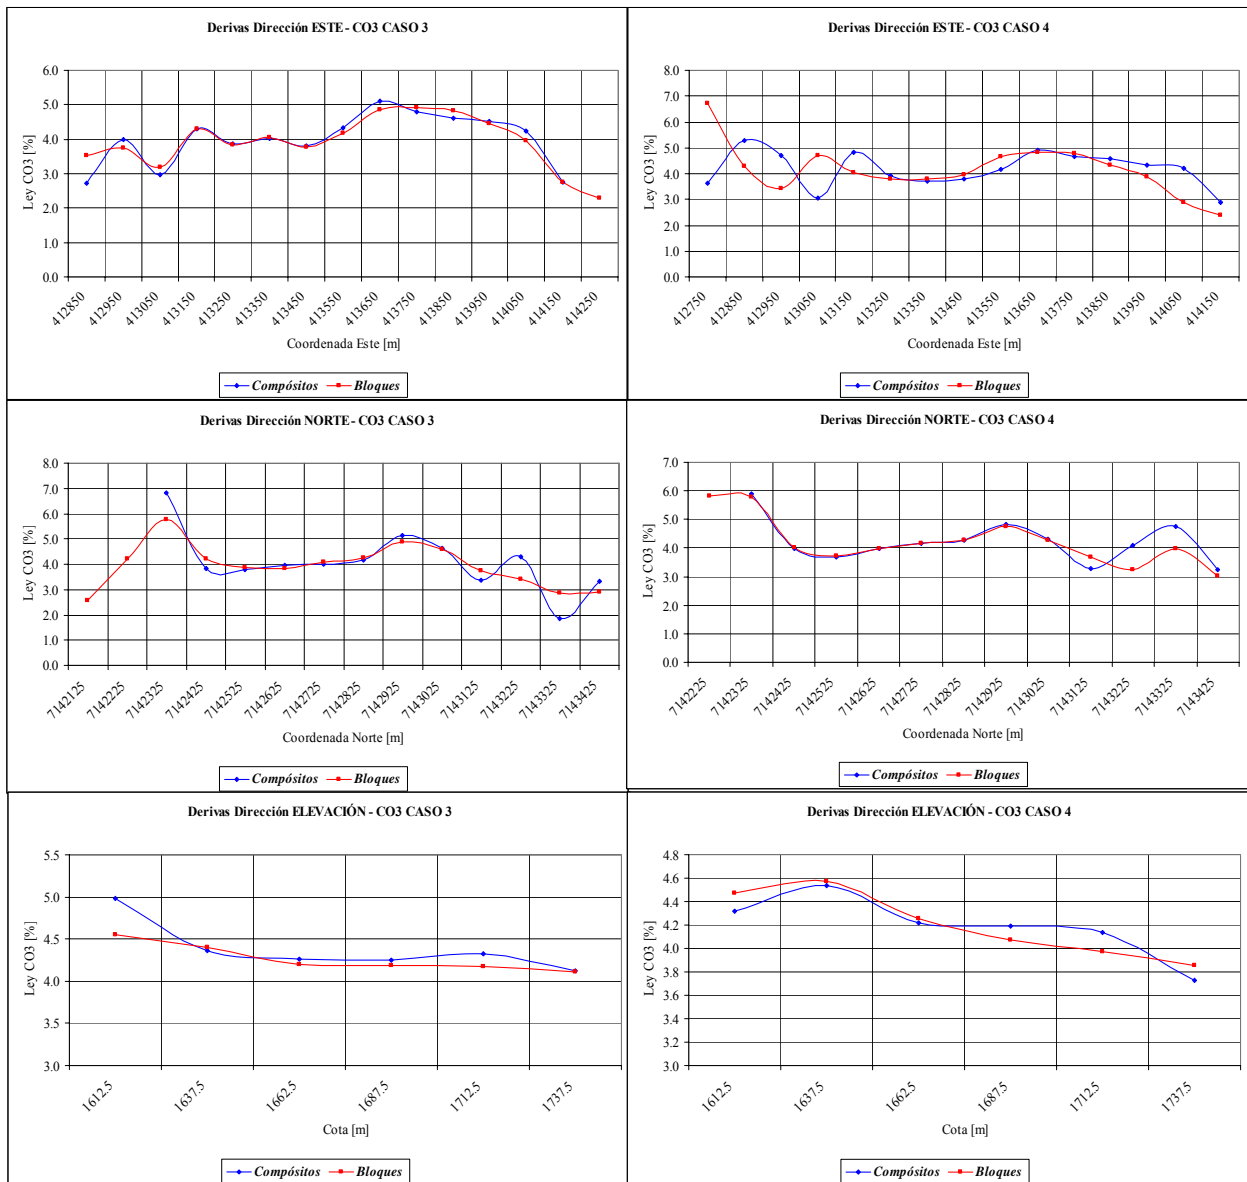 Derivas Dirección ESTE - CO3 CASO 3
6.0
5.0
4.0
3.0
2.0
1.0
0.0
Ley CO3 [%]
412850 412950 413050 413150 413250 413350 413450 413550 413650 413750 413850 413950 414050 414150 414250
Coordenada Este [m]
Compósitos Bloques
Derivas Dirección ESTE - CO3 CASO 4
8.0
7.0
6.0
5.0
4.0
3.0
2.0
1.0
0.0
Ley CO3 [%]
412750 412850 412950 413050 413150 413250 413350 413450 413550 413650 413750 413850 413950 414050 414150
Coordenada Este [m]
Compósitos Bloques
Derivas Dirección NORTE - CO3 CASO 3
8.0
7.0
6.0
5.0
4.0
3.0
2.0
1.0
0.0
Ley CO3 [%]
7142125 7142225 7142325 7142425 7142525 7142625 7142725 7142825 7142925 7143025 7143125 7143225 7143325 7143425
Coordenada Norte [m]
Compósitos Bloques
Derivas Dirección NORTE - CO3 CASO 4
7.0
6.0
5.0
4.0
3.0
2.0
1.0
0.0
Ley CO3 [%]
7142225 7142325 7142425 7142525 7142625 7142725 7142825 7142925 7143025 7143125 7143225 7143325 7143425
Coordenada Norte [m]
Compósitos Bloques
Derivas Dirección ELEVACIÓN - CO3 CASO 3
5.5
5.0
4.5
4.0
3.5
3.0
Ley CO3 [%]
1612.5 1637.5 1662.5 1687.5 1712.5 1737.5
Cota [m]
Compósitos Bloques
Derivas Dirección ELEVACIÓN - CO3 CASO 4
4.8
4.6
4.4
4.2
4.0
3.8
3.6
3.4
3.2
3.0
Ley CO3 [%]
1612.5 1637.5 1662.5 1687.5 1712.5 1737.5
Cota [m]
Compósitos Bloques